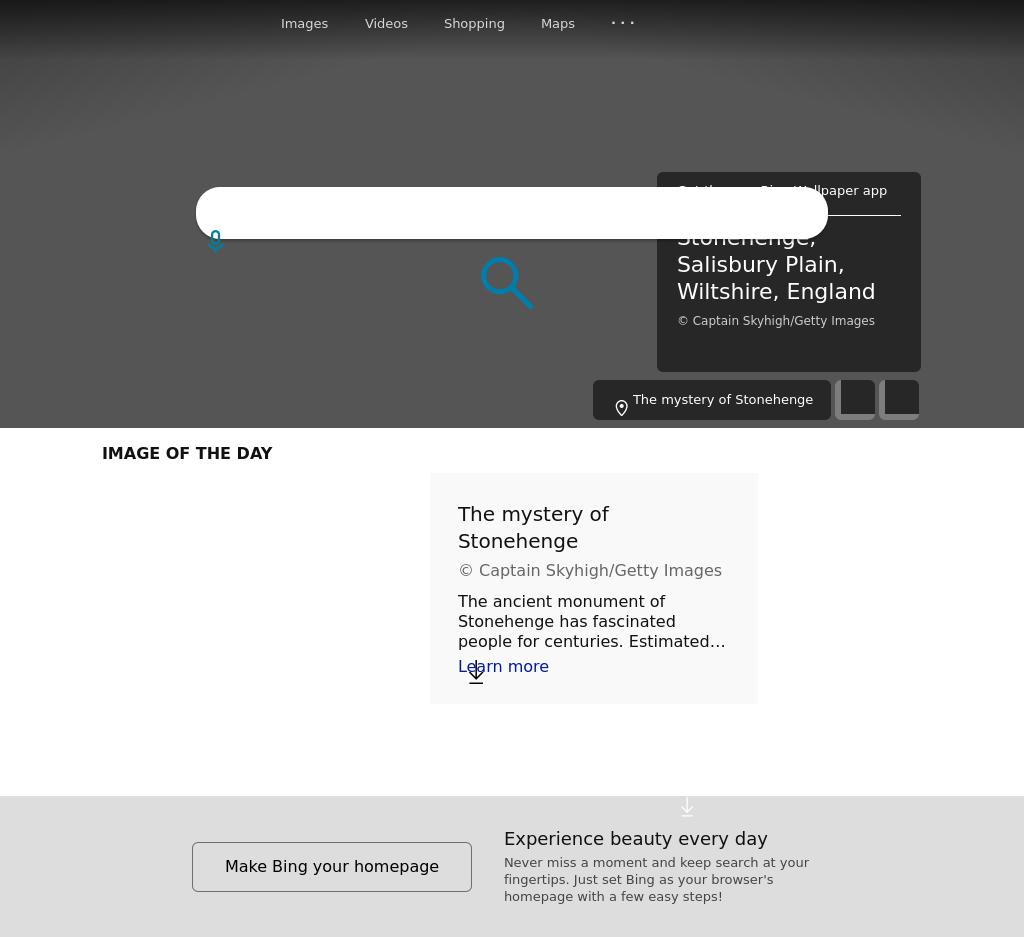 Images Videos Shopping Maps
Wallpaper app
Stonehenge,
Salisbury Plain,
Wiltshire, England
© Captain Skyhigh/Getty Images
The mystery of Stonehenge
IMAGE OF THE DAY
The mystery of
Stonehenge
© Captain Skyhigh/Getty Images
The ancient monument of
Stonehenge has fascinated
people for centuries. Estimated...
Learn more
Make Bing your homepage
Experience beauty every day
Never miss a moment and keep search at your
fingertips. Just set Bing as your browser's
homepage with a few easy steps!